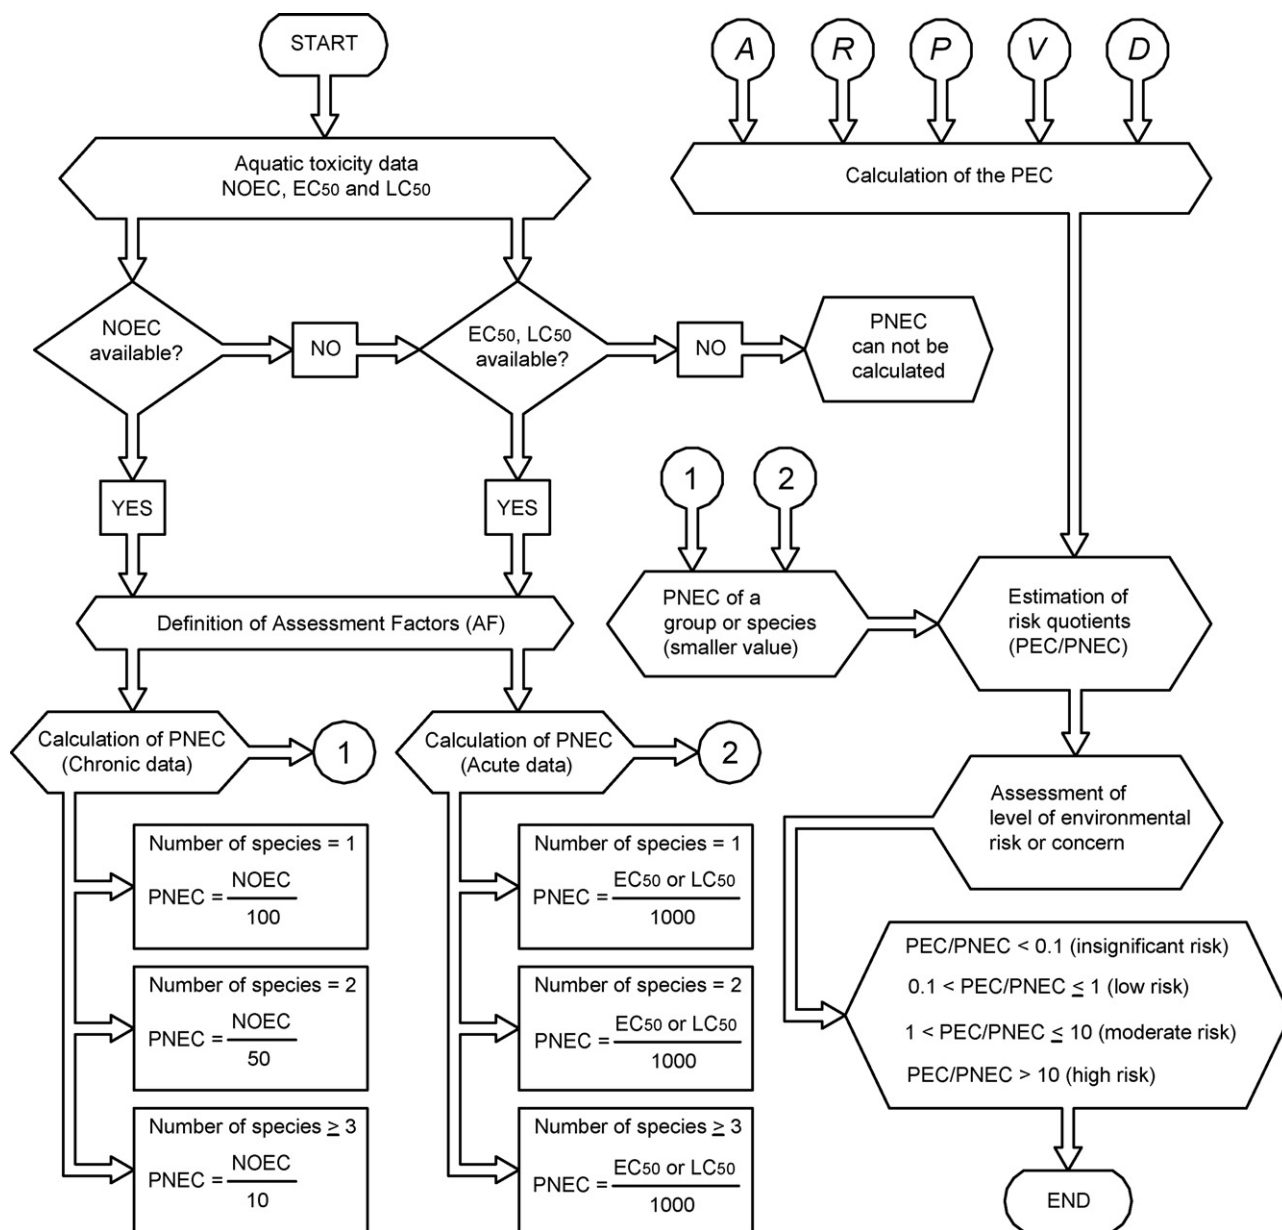 START
A
R
P
V
D
Aquatic toxicity data
NOEC, EC50 and LC50
Calculation of the PEC
NOEC
available?
NO
EC50, LC50
available?
NO
PNEC
can not be
calculated
YES
YES
1
2
Definition of Assessment Factors (AF)
PNEC of a
group or species
(smaller value)
Estimation of
risk quotients
(PEC/PNEC)
Calculation of PNEC
(Chronic data)
1
Calculation of PNEC
(Acute data)
2
Assessment of
level of environmental
risk or concern
Number of species = 1
PNEC = NOEC
100
Number of species = 2
PNEC = NOEC
50
Number of species ≥ 3
PNEC = NOEC
10
Number of species = 1
PNEC = EC50 or LC50
1000
Number of species = 2
PNEC = EC50 or LC50
1000
Number of species ≥ 3
PNEC = EC50 or LC50
1000
PEC/PNEC < 0.1 (insignificant risk)
0.1 < PEC/PNEC ≤ 1 (low risk)
1 < PEC/PNEC ≤ 10 (moderate risk)
PEC/PNEC > 10 (high risk)
END